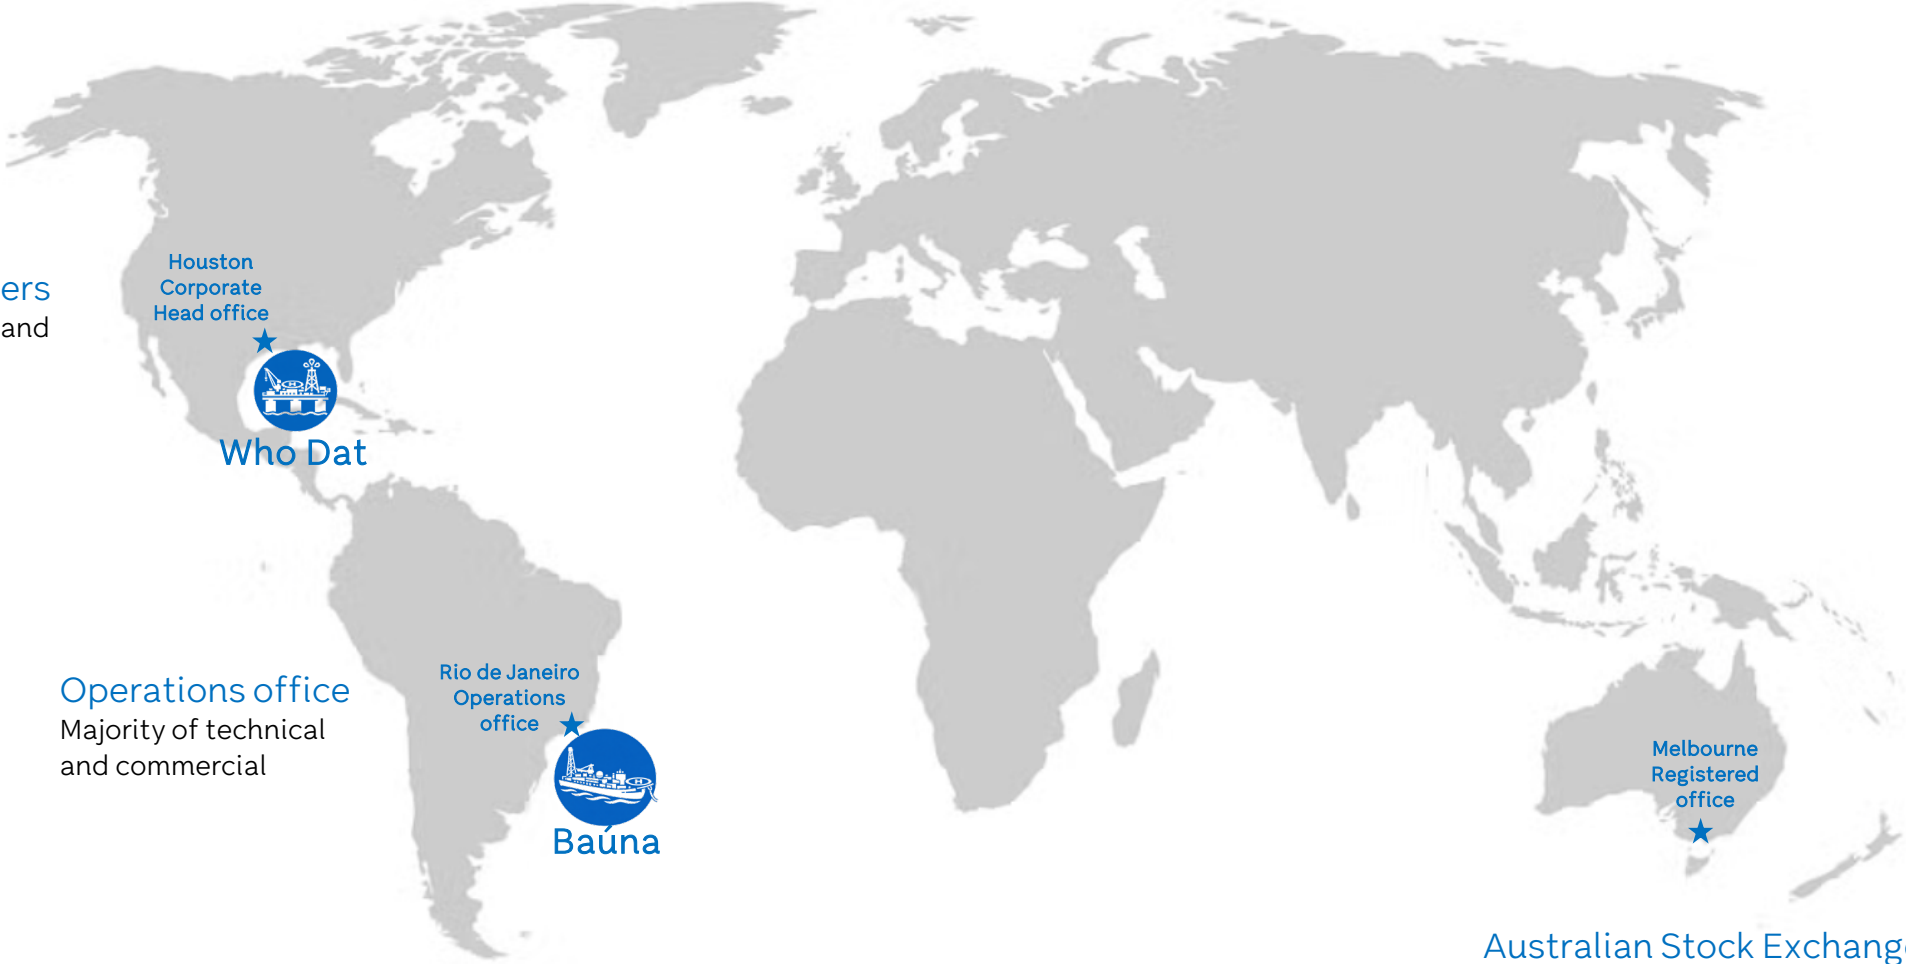 Houston
Corporate
Head office
ers
and
Who Dat
Operations office
Majority of technical
and commercial
Rio de Janeiro
Operations
office
Baúna
Melbourne
Registered
office
Australian Stock Exchange